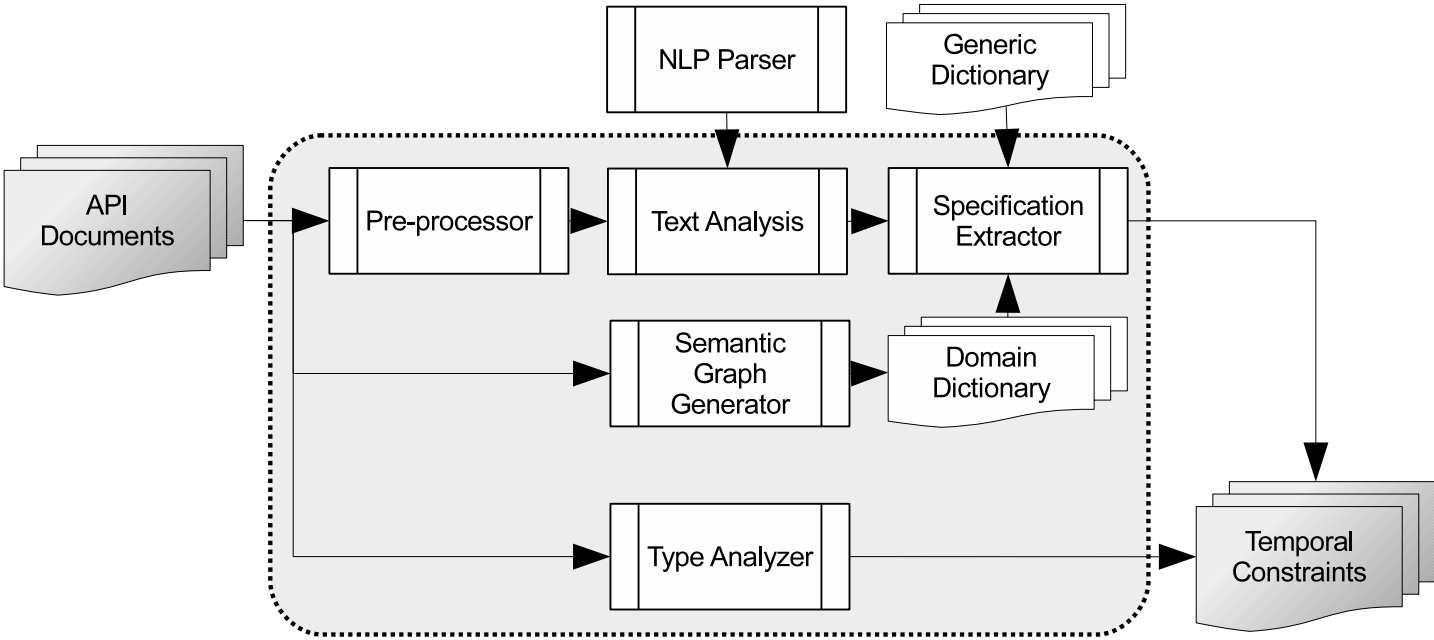 NLP Parser
Generic
Dictionary
API
Documents
Pre-processor
Text Analysis
Specification
Extractor
Semantic
Graph
Generator
Domain
Dictionary
Type Analyzer
Temporal
Constraints